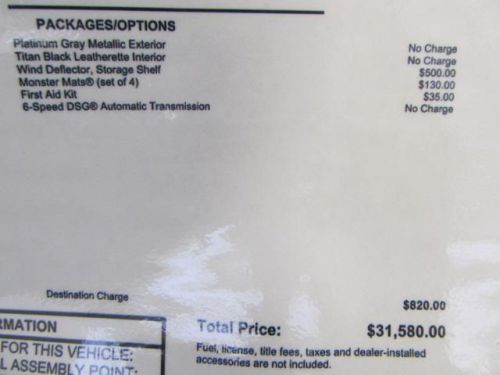 PACKAGES/OPTIONS
Platinum Gray Metallic Exterior No Charge
Titan Black Leatherette Interior No Charge
Wind Deflector, Storage Shelf $500.00
Monster Mats® (set of 4) $130.00
First Aid Kit $35.00
6-Speed DSG® Automatic Transmission No Charge
Destination Charge $820.00
Total Price: $31,580.00
Fuel, license, title fees, taxes and dealer-installed
accessories are not included.
RMATION
FOR THIS VEHICLE:
L ASSEMBLY POINT: